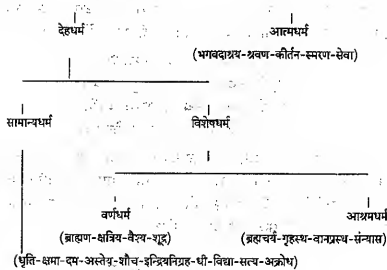 देहधर्म आत्मधर्म
(भगवदाश्रय-श्रवण-कीर्तन-स्मरण-सेवा)
सामान्यधर्म विशेषधर्म
वर्णधर्म आश्रमधर्म
(ब्राह्मण-क्षत्रिय-वैश्य-शूद्र) (ब्रह्मचर्य-गृहस्थ-वानप्रस्थ-संन्यास)
(धृति-क्षमा-दम-अस्तेय-शौच-इन्द्रियनिग्रह-धी-विद्या-सत्य-अक्रोध)